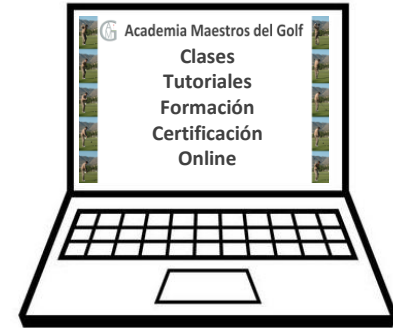 Academia Maestros del Golf
Clases
Tutoriales
Formación
Certificación
Online